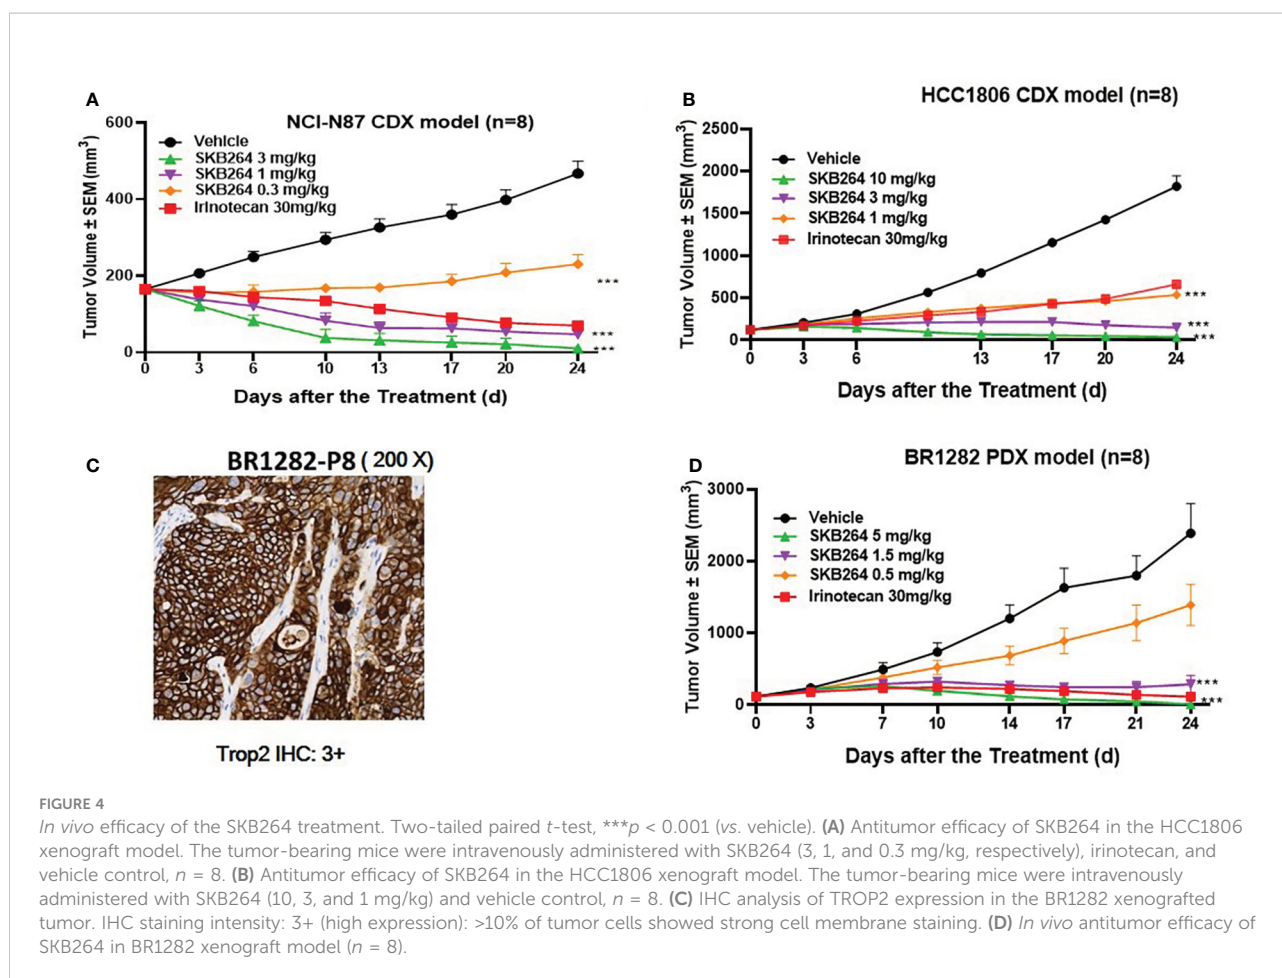 A
NCI-N87 CDX model (n=8)
Tumor Volume ± SEM (mm³)
600
400
200
0
Vehicle
SKB264 3 mg/kg
SKB264 1 mg/kg
SKB264 0.3 mg/kg
Irinotecan 30mg/kg
***
***
***
0 3 6 10 13 17 20 24
Days after the Treatment (d)
B
HCC1806 CDX model (n=8)
Tumor Volume ± SEM (mm³)
2500
2000
1500
1000
500
0
Vehicle
SKB264 10 mg/kg
SKB264 3 mg/kg
SKB264 1 mg/kg
Irinotecan 30mg/kg
***
***
***
0 3 6 13 17 20 24
Days after the Treatment (d)
C
BR1282-P8 ( 200 X)
Trop2 IHC: 3+
D
BR1282 PDX model (n=8)
Tumor Volume ± SEM (mm³)
3000
2000
1000
0
Vehicle
SKB264 5 mg/kg
SKB264 1.5 mg/kg
SKB264 0.5 mg/kg
Irinotecan 30mg/kg
***
***
0 3 7 10 14 17 21 24
Days after the Treatment (d)
FIGURE 4
In vivo efficacy of the SKB264 treatment. Two-tailed paired t-test, ***p < 0.001 (vs. vehicle). (A) Antitumor efficacy of SKB264 in the HCC1806
xenograft model. The tumor-bearing mice were intravenously administered with SKB264 (3, 1, and 0.3 mg/kg, respectively), irinotecan, and
vehicle control, n = 8. (B) Antitumor efficacy of SKB264 in the HCC1806 xenograft model. The tumor-bearing mice were intravenously
administered with SKB264 (10, 3, and 1 mg/kg) and vehicle control, n = 8. (C) IHC analysis of TROP2 expression in the BR1282 xenografted
tumor. IHC staining intensity: 3+ (high expression): >10% of tumor cells showed strong cell membrane staining. (D) In vivo antitumor efficacy of
SKB264 in BR1282 xenograft model (n = 8).